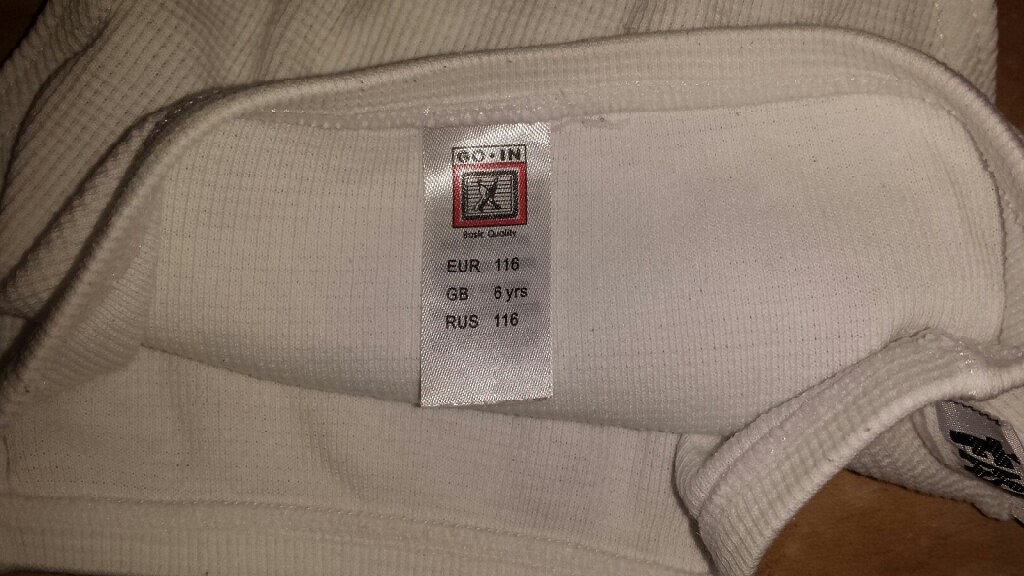 GO·IN
Basic Quality
EUR 116
GB 6 yrs
RUS 116